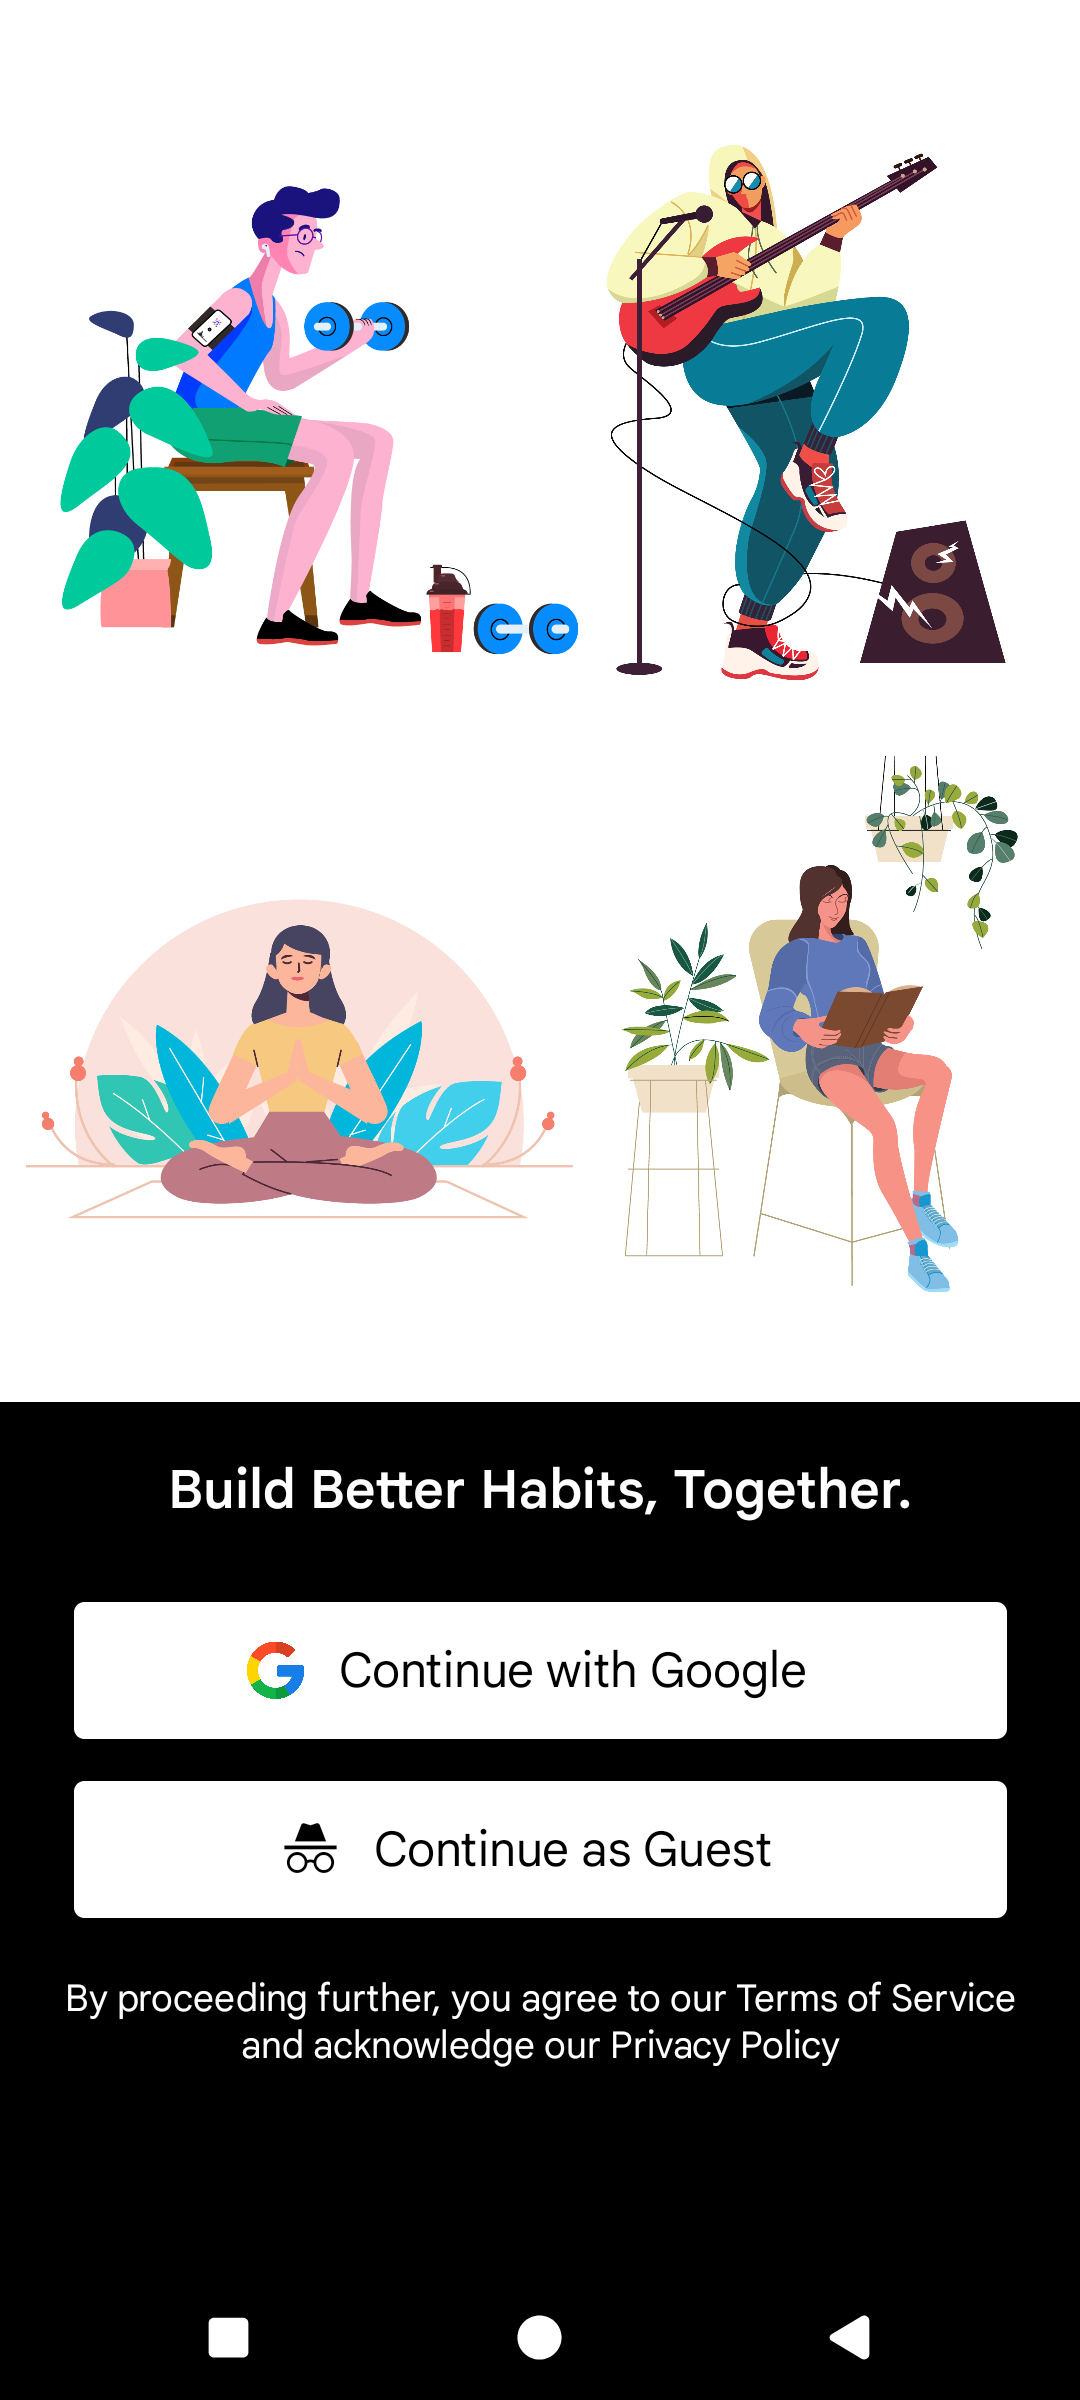 Build Better Habits, Together.
Continue with Google
Continue as Guest
By proceeding further, you agree to our Terms of Service
and acknowledge our Privacy Policy